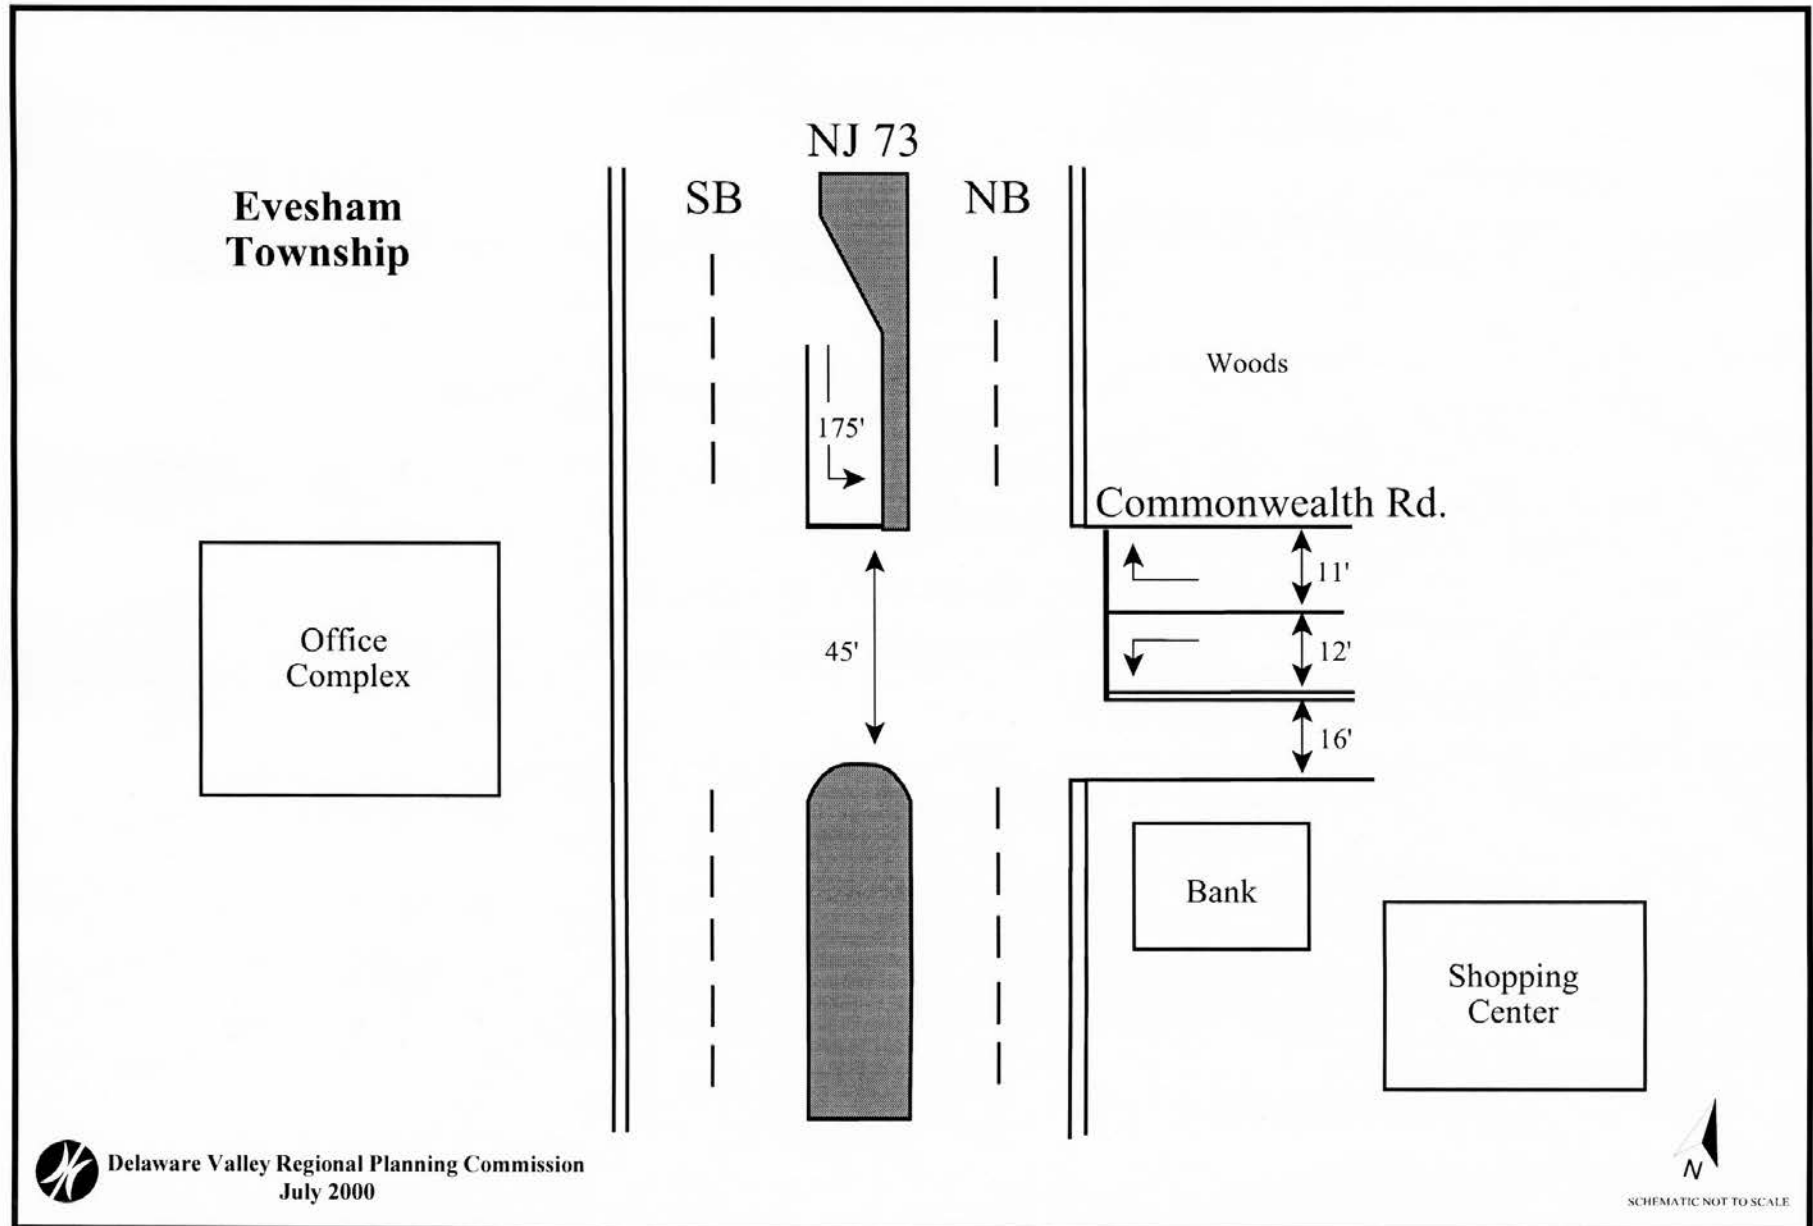 NJ 73
Evesham
Township
SB
NB
Woods
175'
Commonwealth Rd.
11'
Office
Complex
45'
12'
16'
Bank
Shopping
Center
Delaware Valley Regional Planning Commission
July 2000
N
SCHEMATIC NOT TO SCALE